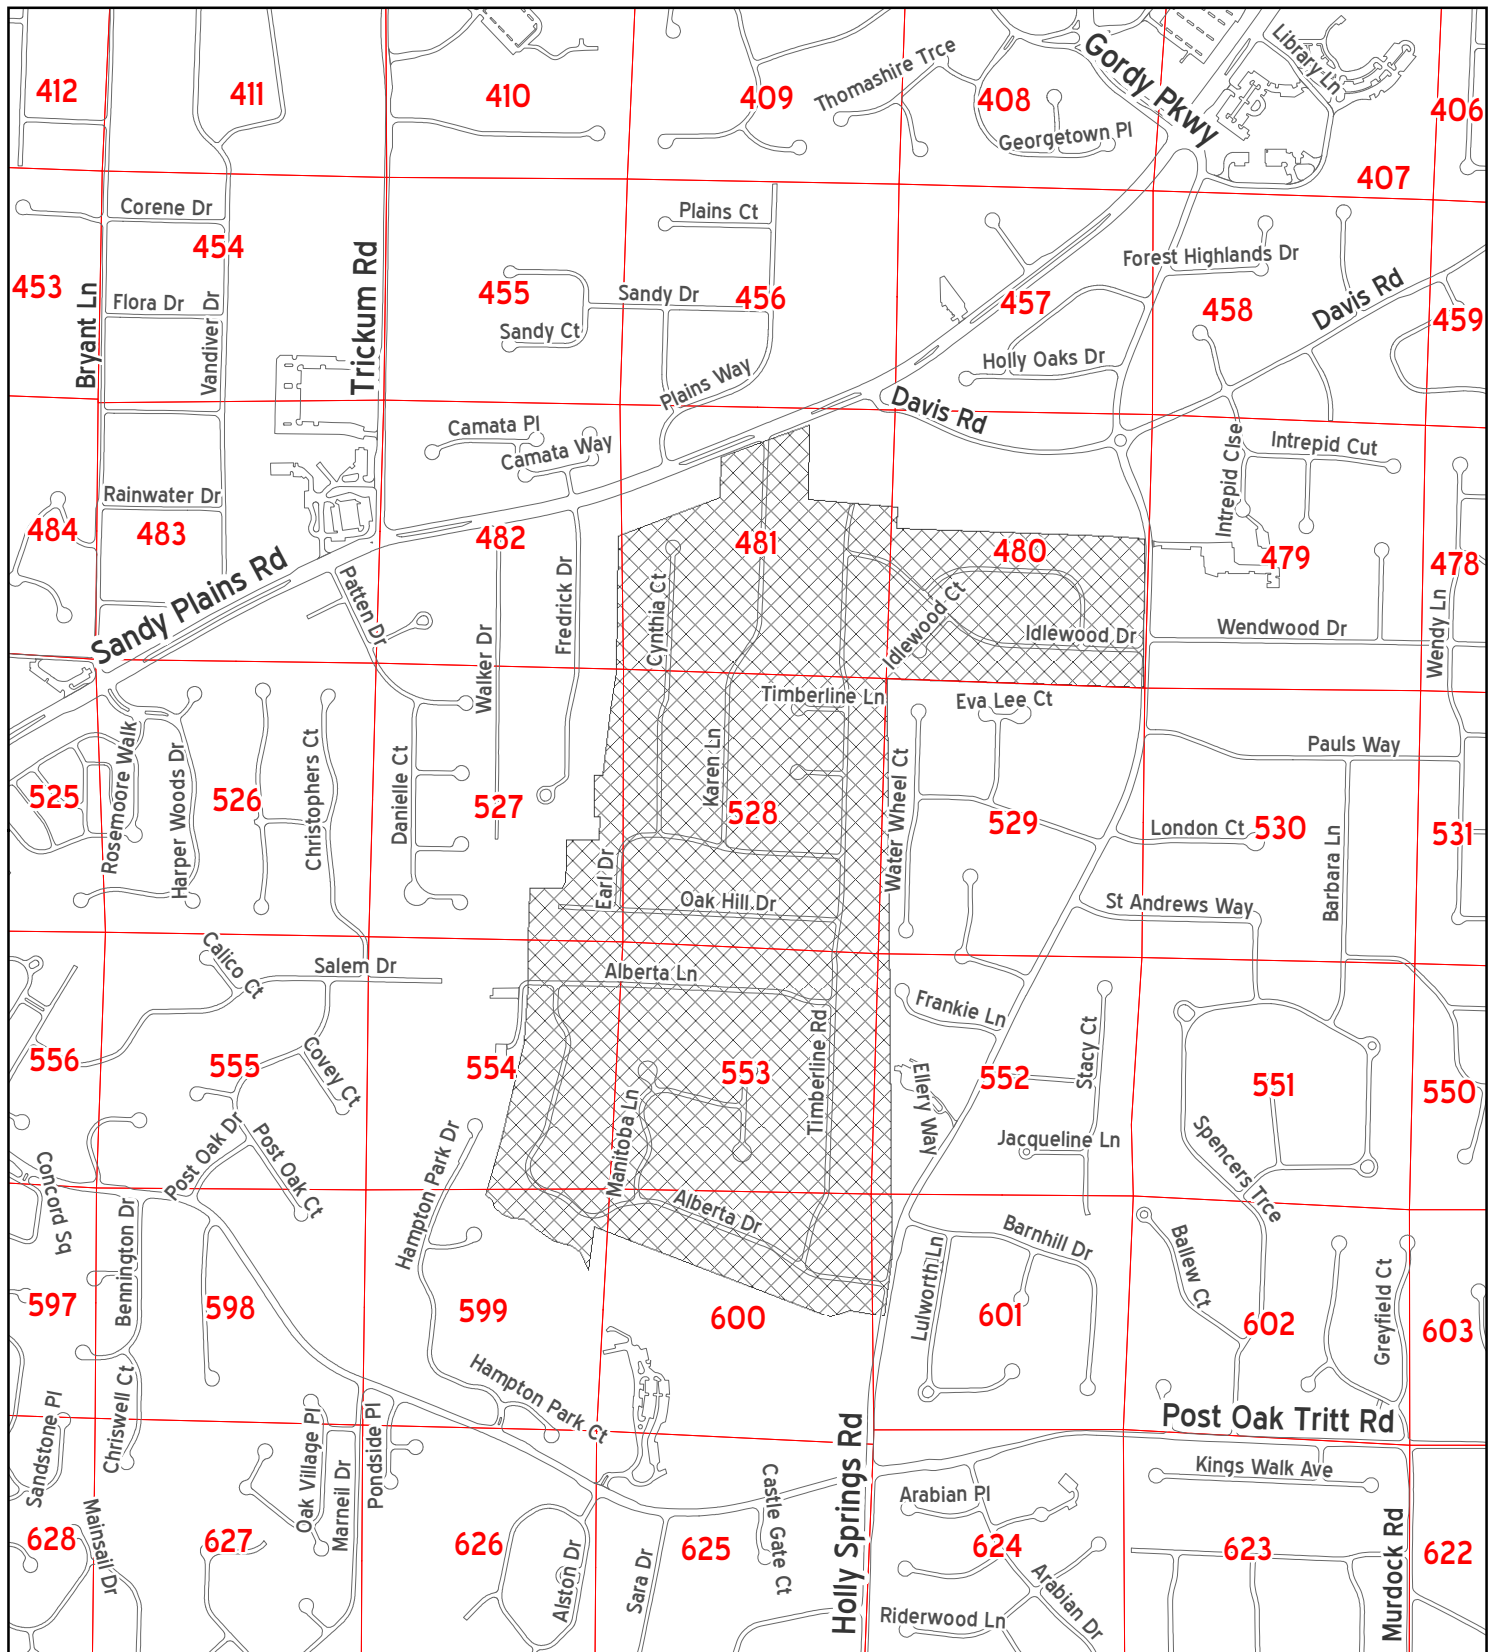 Gordy Pkwy
Library Ln
Thomashire Trce
412
411
410
409
408
406
Georgetown Pl
407
Corene Dr
Plains Ct
454
Forest Highlands Dr
453
Trickum Rd
455
Sandy Dr
456
457
458
Davis Rd
459
Bryant Ln
Flora Dr
Vandiver Dr
Sandy Ct
Holly Oaks Dr
Plains Way
Davis Rd
Camata Pl
Camata Way
Intrepid Clse
Intrepid Cut
Rainwater Dr
484
483
482
481
480
479
478
Sandy Plains Rd
Patten Dr
Walker Dr
Fredrick Dr
Cynthia Ct
Idlewood Ct
Idlewood Dr
Wendwood Dr
Wendy Ln
Timberline Ln
Eva Lee Ct
Rosemoore Walk
Harper Woods Dr
Christophers Ct
Danielle Ct
Karen Ln
Water Wheel Ct
Pauls Way
525
526
527
528
529
London Ct
530
531
Earl Dr
Oak Hill Dr
St Andrews Way
Barbara Ln
Calico Ct
Salem Dr
Alberta Ln
Frankie Ln
Timberline Rd
Stacy Ct
556
555
Covey Ct
554
553
Ellery Way
552
551
550
Manitoba Ln
Post Oak Dr
Post Oak Ct
Hampton Park Dr
Jacqueline Ln
Spencers Trce
Concord Sq
Bennington Dr
Alberta Dr
Barnhill Dr
Lulworth Ln
Ballew Ct
Greyfield Ct
597
598
599
600
601
602
603
Hampton Park Ct
Chriswell Ct
Sandstone Pl
Oak Village Pl
Marneil Dr
Pondside Pl
Holly Springs Rd
Post Oak Tritt Rd
Kings Walk Ave
Mainsail Dr
Castle Gate Ct
Arabian Pl
Murdock Rd
628
627
626
625
624
623
622
Alston Dr
Sara Dr
Arabian Dr
Riderwood Ln